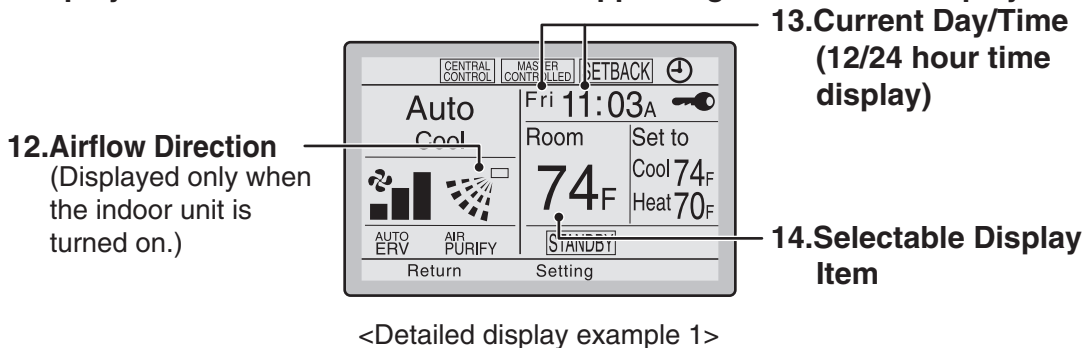 13.Current Day/Time
(12/24 hour time
display)
CENTRAL CONTROL MASTER CONTROLLED SETBACK
Auto
Cool
Fri 11:03A
12.Airflow Direction
(Displayed only when
the indoor unit is
turned on.)
Room
74F
Set to
Cool 74F
Heat 70F
AUTO ERV
AIR PURIFY
STANDBY
Return Setting
14.Selectable Display
Item
<Detailed display example 1>